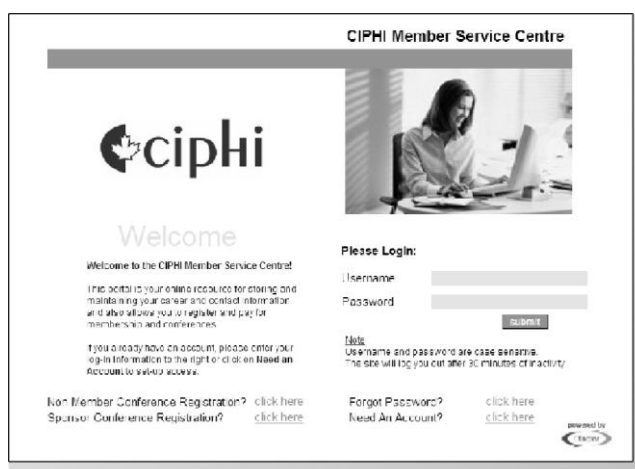 CIPHI Member Service Centre
ciphi
Welcome
Welcome to the CIPHI Member Service Centre!
This portal is your online resource for storing and
maintaining your career and contact information
and also allows you to register and pay for
membership and conferences.
If you already have an account, please enter your
log-in information to the right or click on Need an
Account to set-up access.
Please Login:
Username
Password
submit
Note
Username and password are case sensitive.
The site will log you out after 30 minutes of inactivity
Non Member Conference Registration? click here
Sponsor Conference Registration? click here
Forgot Password? click here
Need An Account? click here
powered by